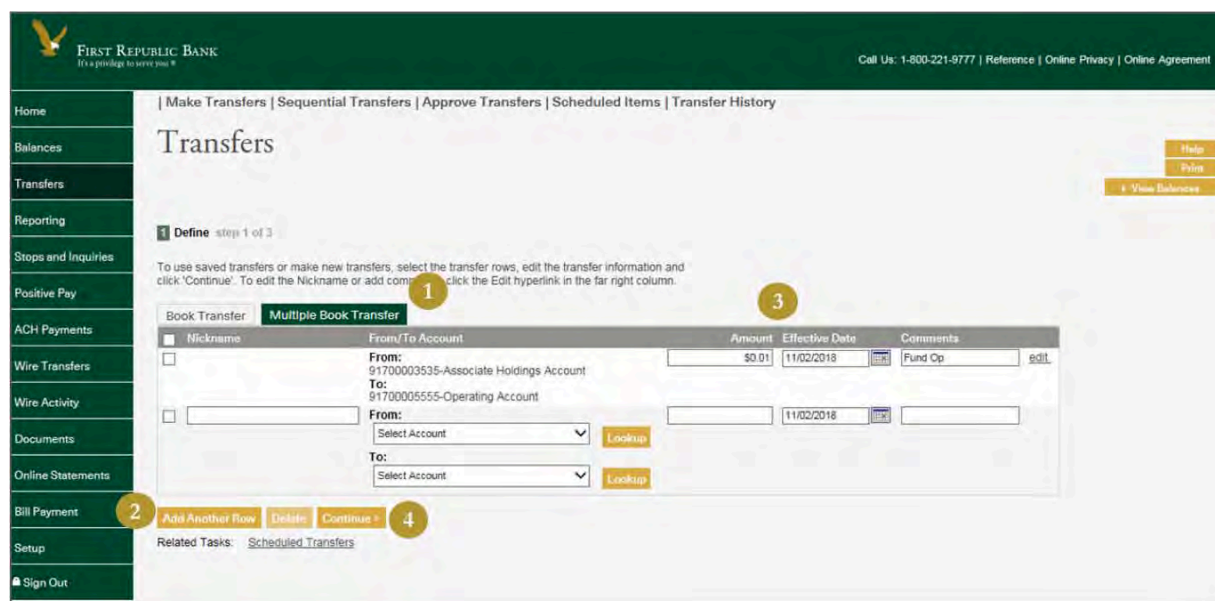 FIRST REPUBLIC BANK
It's a privilege to serve you ®
Call Us: 1-800-221-9777 | Reference | Online Privacy | Online Agreement
Home
Balances
Transfers
Reporting
Stops and Inquiries
Positive Pay
ACH Payments
Wire Transfers
Wire Activity
Documents
Online Statements
Bill Payment
Setup
Sign Out
| Make Transfers | Sequential Transfers | Approve Transfers | Scheduled Items | Transfer History
Transfers
Help
Print
View Balances
1 Define step 1 of 3
To use saved transfers or make new transfers, select the transfer rows, edit the transfer information and
click 'Continue'. To edit the Nickname or add click the Edit hyperlink in the far right column.
1
3
Book Transfer Multiple Book Transfer
Nickname From/To Account Amount Effective Date Comments
From: $0.01 11/02/2018 Fund Op edit
91700003535-Associate Holdings Account
To:
91700005555-Operating Account
From: 11/02/2018
Select Account Lookup
To:
Select Account Lookup
2 Add Another Row Delete Continue 4
Related Tasks: Scheduled Transfers